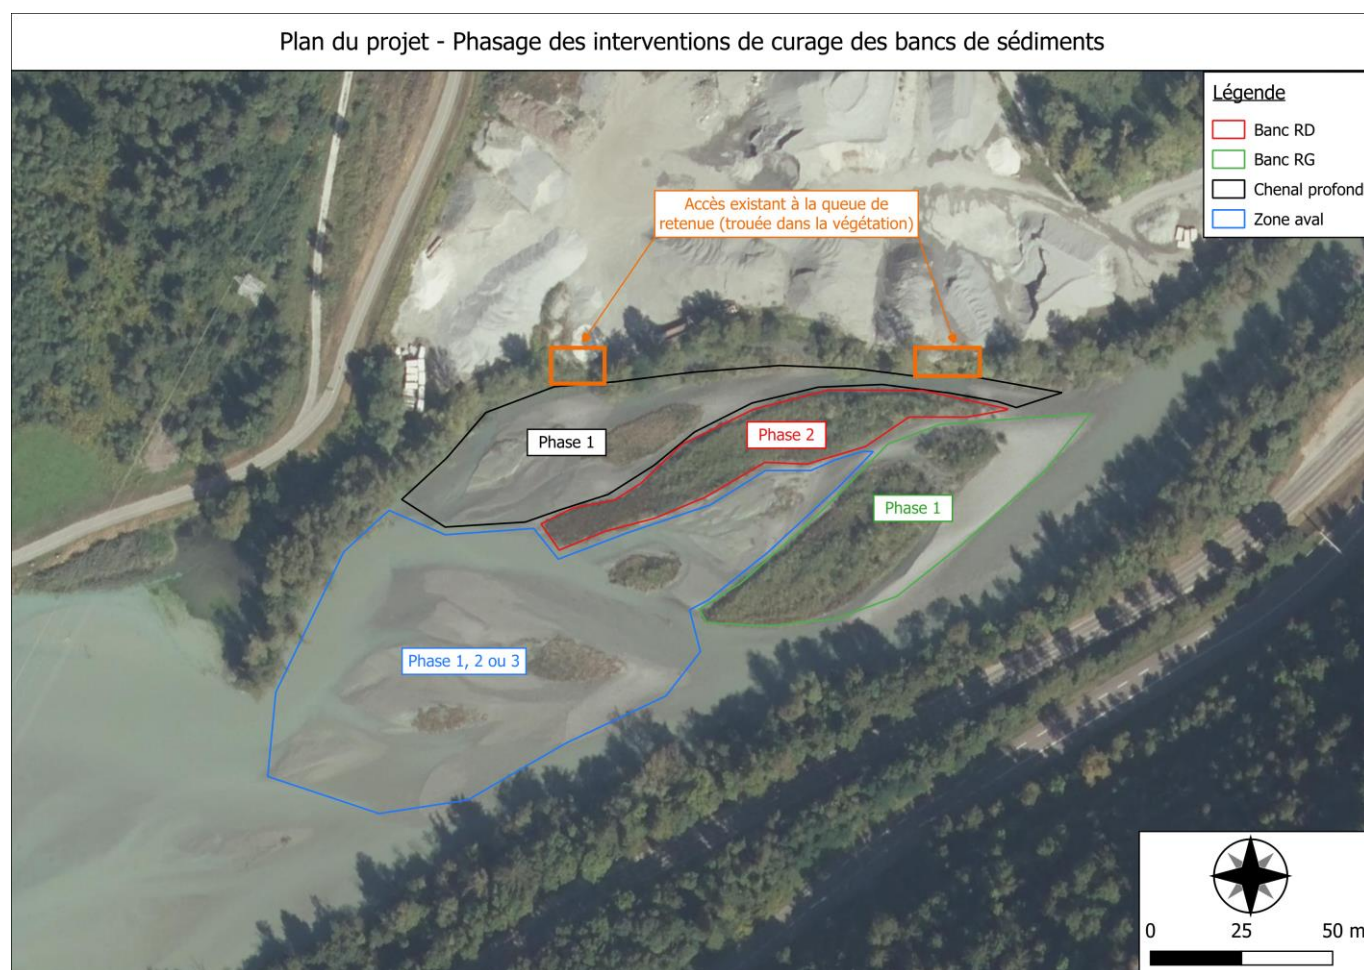 Plan du projet - Phasage des interventions de curage des bancs de sédiments
Légende
Banc RD
Banc RG
Chenal profond
Zone aval
Accès existant à la queue de
retenue (trouée dans la végétation)
Phase 1
Phase 2
Phase 1
Phase 1, 2 ou 3
0 25 50 m